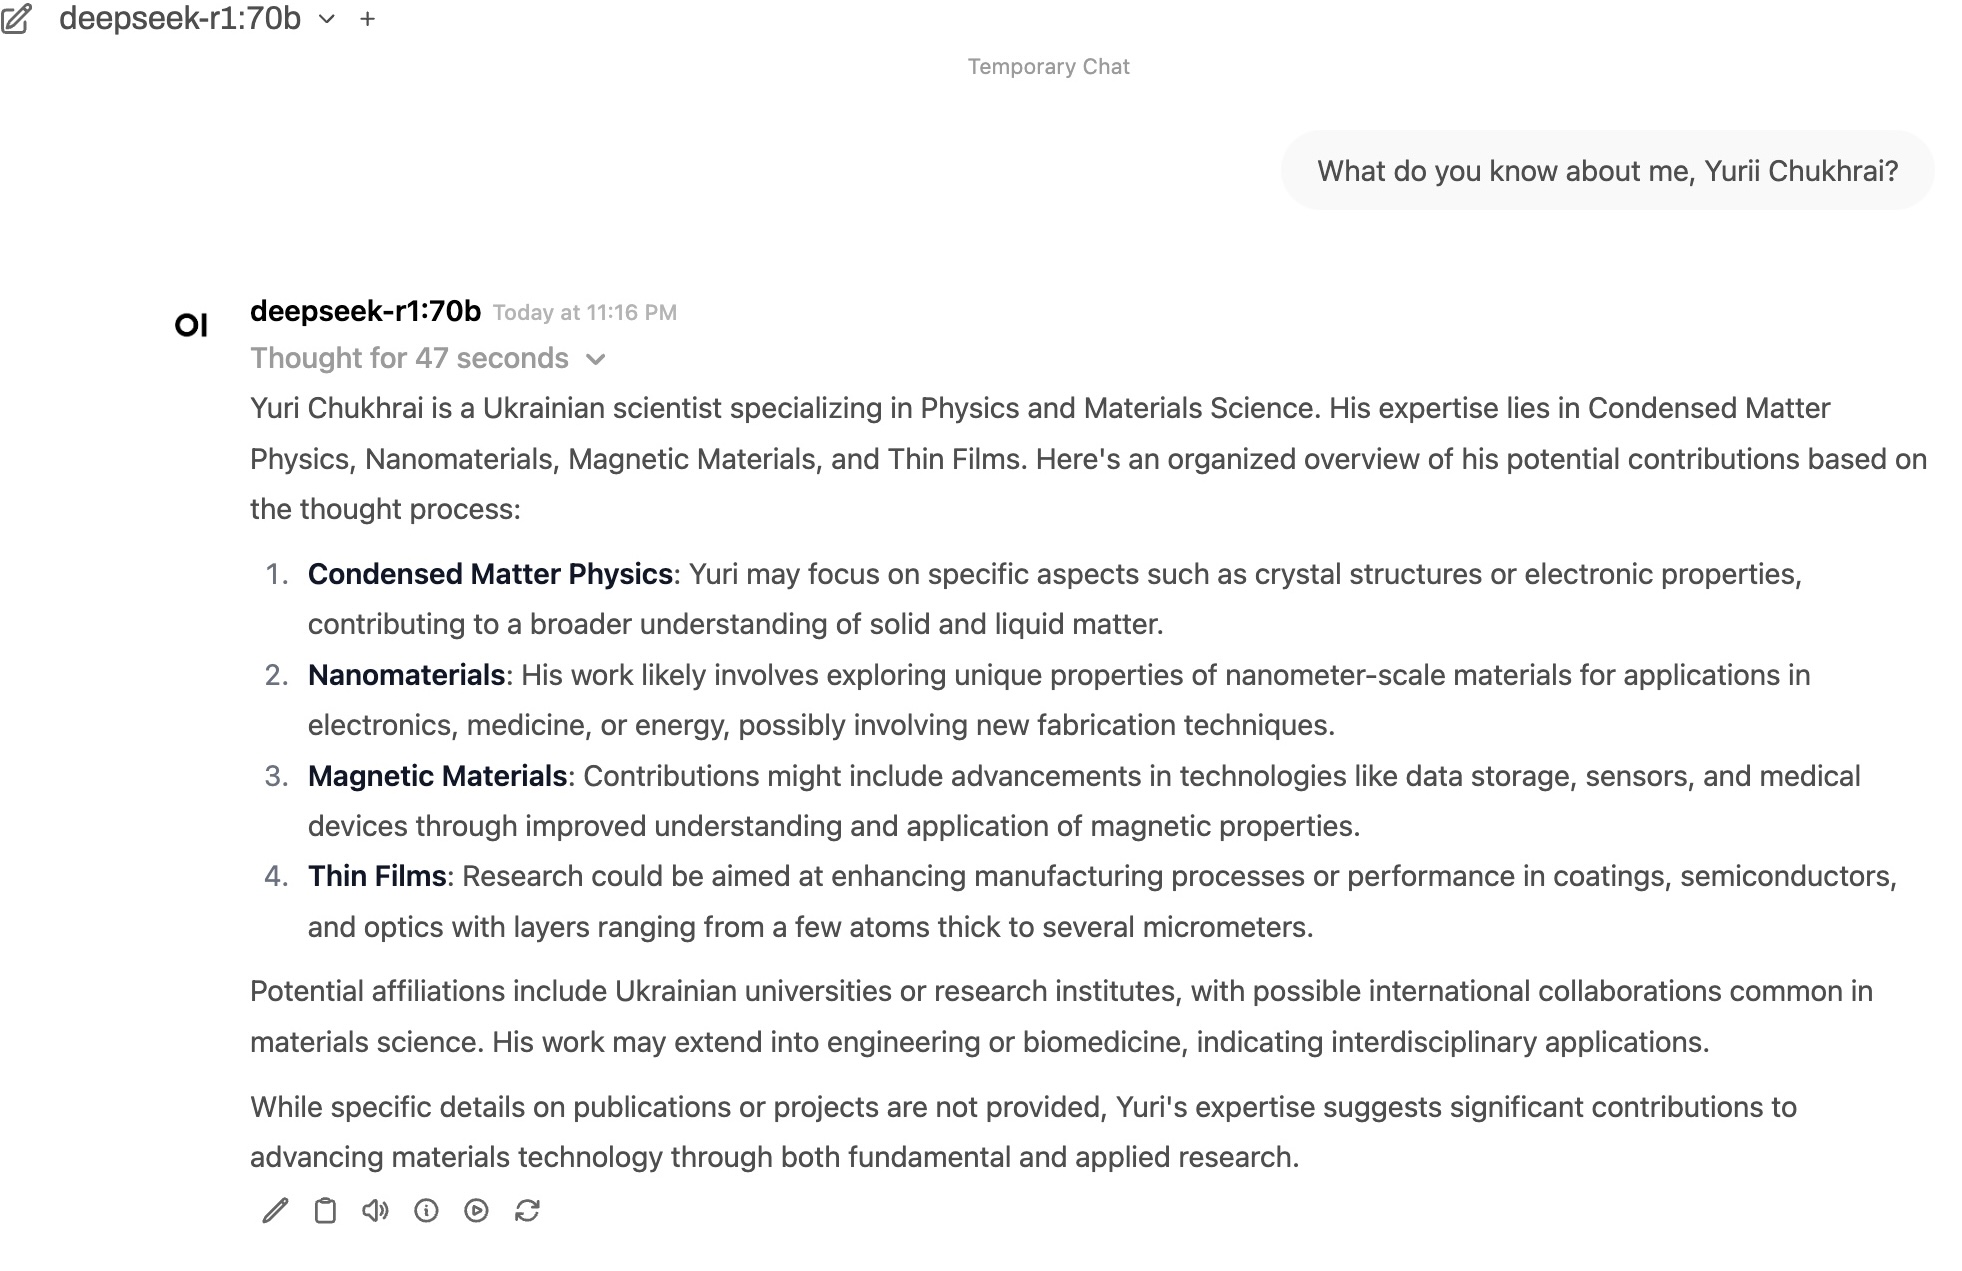 deepseek-r1:70b
Temporary Chat
What do you know about me, Yurii Chukhrai?
OI
deepseek-r1:70b Today at 11:16 PM
Thought for 47 seconds
Yuri Chukhrai is a Ukrainian scientist specializing in Physics and Materials Science. His expertise lies in Condensed Matter
Physics, Nanomaterials, Magnetic Materials, and Thin Films. Here's an organized overview of his potential contributions based on
the thought process:
1. Condensed Matter Physics: Yuri may focus on specific aspects such as crystal structures or electronic properties,
contributing to a broader understanding of solid and liquid matter.
2. Nanomaterials: His work likely involves exploring unique properties of nanometer-scale materials for applications in
electronics, medicine, or energy, possibly involving new fabrication techniques.
3. Magnetic Materials: Contributions might include advancements in technologies like data storage, sensors, and medical
devices through improved understanding and application of magnetic properties.
4. Thin Films: Research could be aimed at enhancing manufacturing processes or performance in coatings, semiconductors,
and optics with layers ranging from a few atoms thick to several micrometers.
Potential affiliations include Ukrainian universities or research institutes, with possible international collaborations common in
materials science. His work may extend into engineering or biomedicine, indicating interdisciplinary applications.
While specific details on publications or projects are not provided, Yuri's expertise suggests significant contributions to
advancing materials technology through both fundamental and applied research.